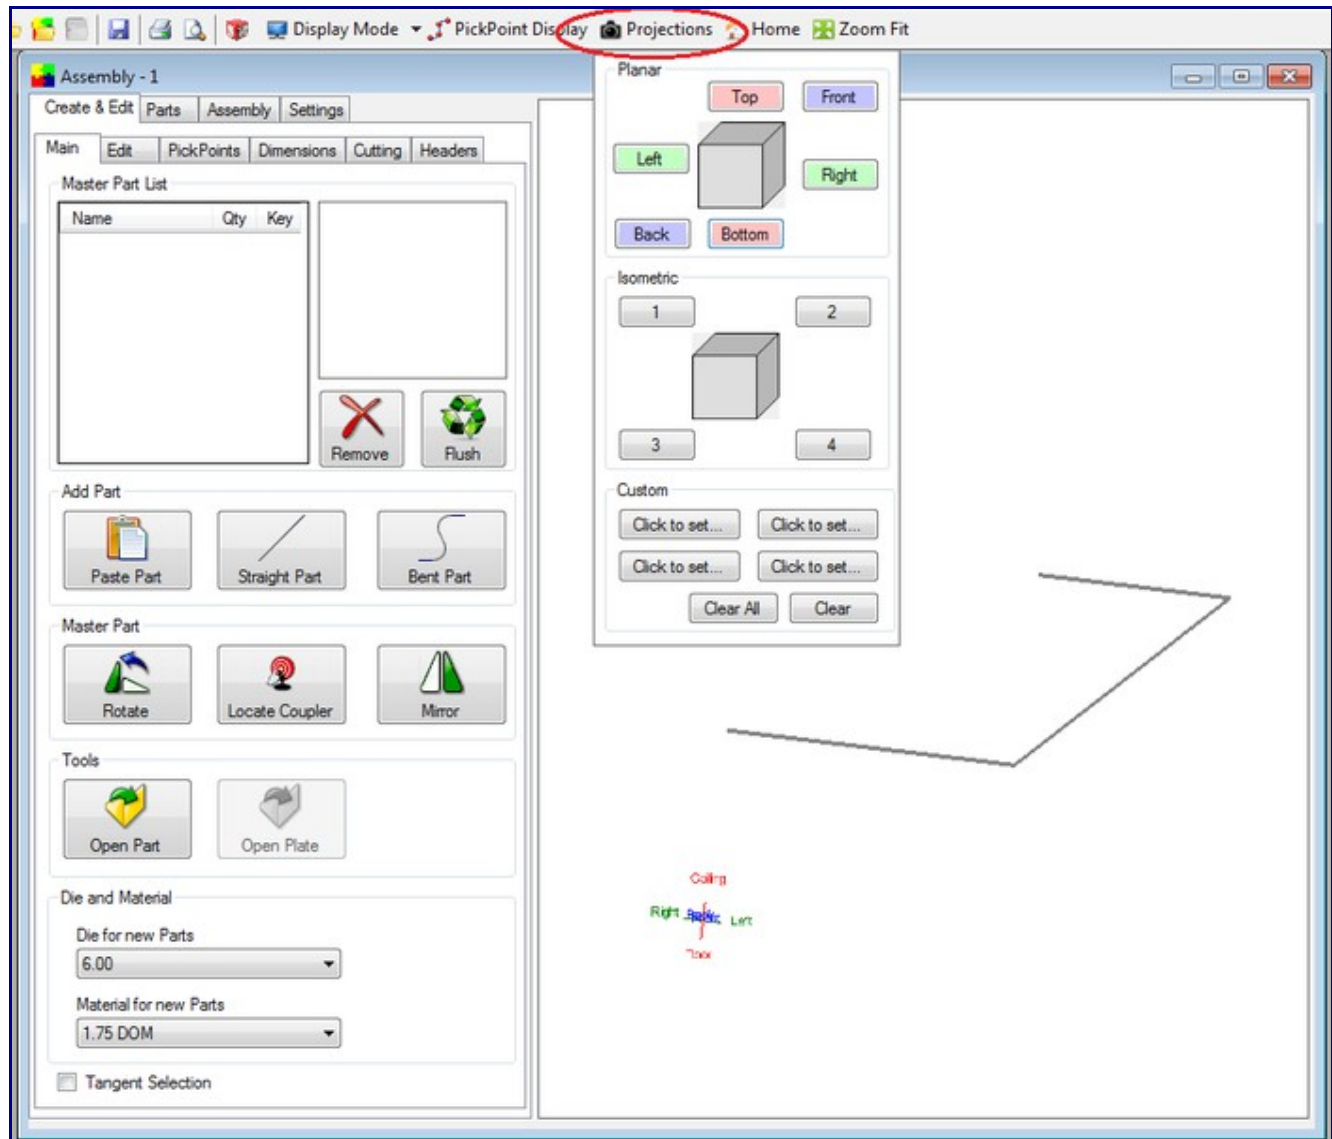 Display Mode PickPoint Display Projections Home Zoom Fit
Assembly - 1
Create & Edit Parts Assembly Settings
Main Edit PickPoints Dimensions Cutting Headers
Master Part List
Name Qty Key
Remove Flush
Add Part
Paste Part Straight Part Bent Part
Master Part
Rotate Locate Coupler Mirror
Tools
Open Part Open Plate
Die and Material
Die for new Parts
6.00
Material for new Parts
1.75 DOM
Tangent Selection
Planar
Top Front
Left
Right
Back Bottom
Isometric
1 2
3 4
Custom
Click to set... Click to set...
Click to set... Click to set...
Clear All Clear
Right Left